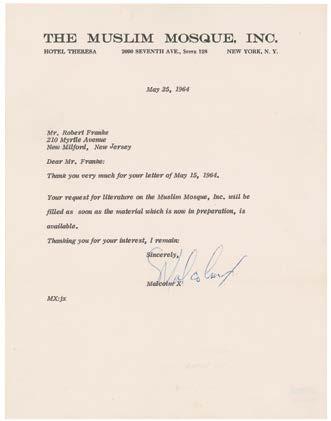 THE MUSLIM MOSQUE, INC.
HOTEL THERESA 2090 SEVENTH AVE., SUITE 128 NEW YORK, N. Y.
May 25, 1964
Mr. Robert Franke
210 Myrtle Avenue
New Milford, New Jersey
Dear Mr. Franke:
Thank you very much for your letter of May 15, 1964.
Your request for literature on the Muslim Mosque, Inc. will be
filled as soon as the material which is now in preparation, is
available.
Thanking you for your interest, I remain:
Sincerely,
Malcolm X
Malcolm X
MX:jx